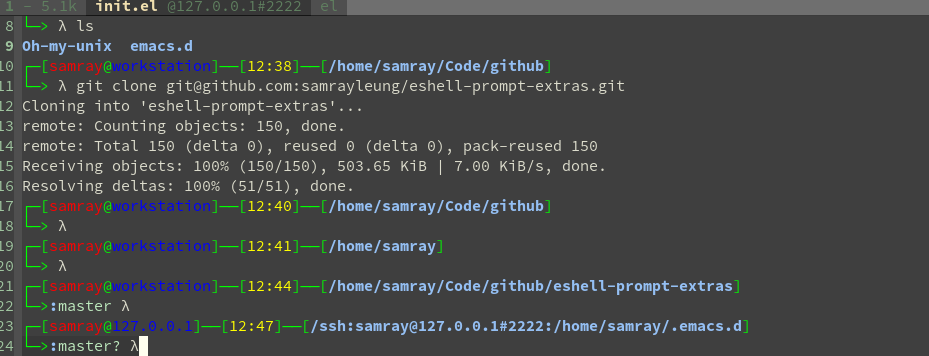 1 - 5.1k init.el @127.0.0.1#2222 el
8 └─> λ ls
9 Oh-my-unix emacs.d
10 ┌─[samray@workstation]──[12:38]──[/home/samray/Code/github]
11 └─> λ git clone git@github.com:samrayleung/eshell-prompt-extras.git
12 Cloning into 'eshell-prompt-extras'...
13 remote: Counting objects: 150, done.
14 remote: Total 150 (delta 0), reused 0 (delta 0), pack-reused 150
15 Receiving objects: 100% (150/150), 503.65 KiB | 7.00 KiB/s, done.
16 Resolving deltas: 100% (51/51), done.
17 ┌─[samray@workstation]──[12:40]──[/home/samray/Code/github]
18 └─> λ
19 ┌─[samray@workstation]──[12:41]──[/home/samray]
20 └─> λ
21 ┌─[samray@workstation]──[12:44]──[/home/samray/Code/github/eshell-prompt-extras]
22 └─>:master λ
23 ┌─[samray@127.0.0.1]──[12:47]──[/ssh:samray@127.0.0.1#2222:/home/samray/.emacs.d]
24 └─>:master? λ